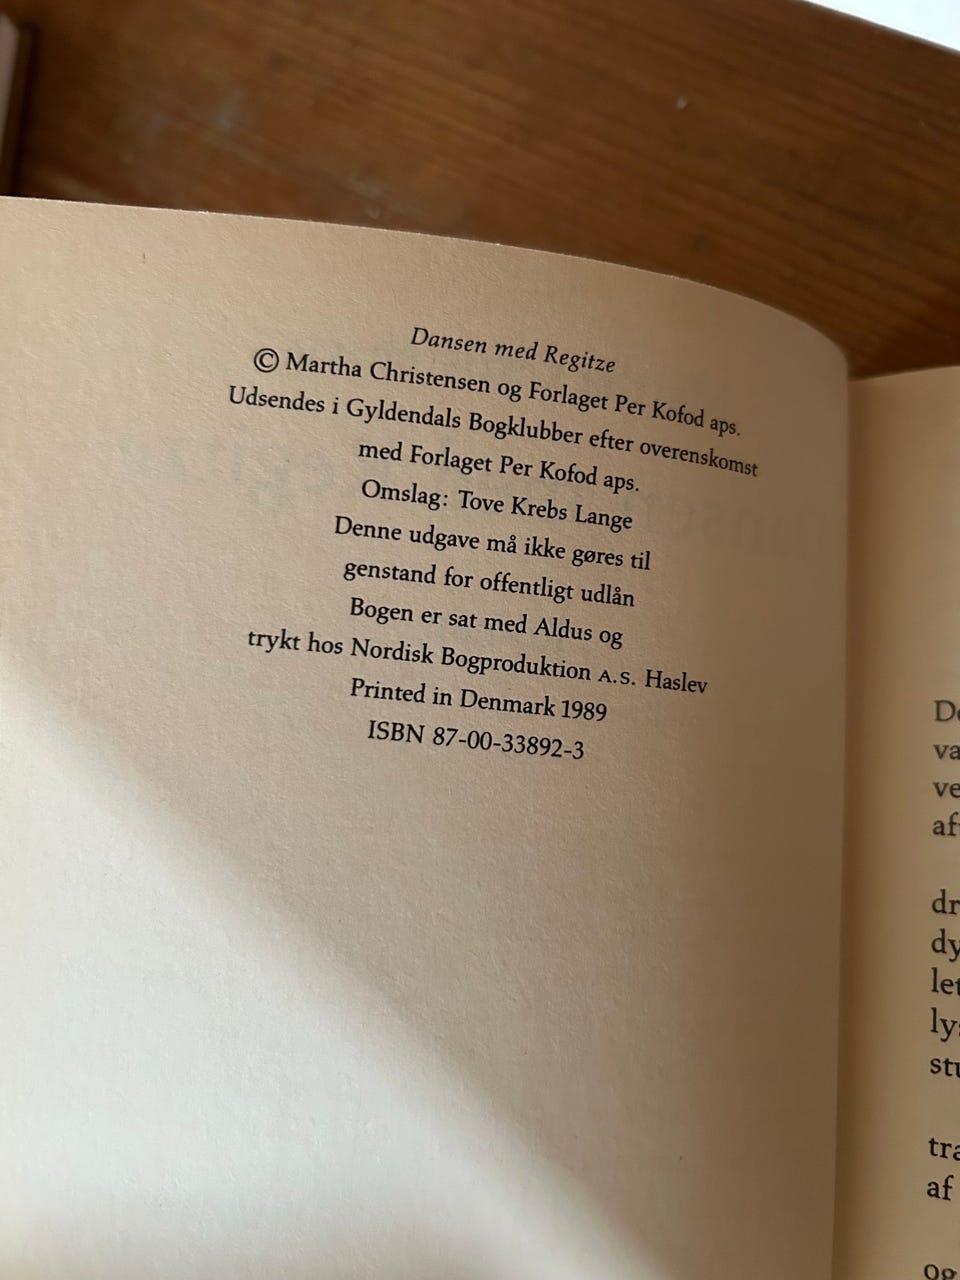 Dansen med Regitze
© Martha Christensen og Forlaget Per Kofod aps.
Udsendes i Gyldendals Bogklubber efter overenskomst
med Forlaget Per Kofod aps.
Omslag: Tove Krebs Lange
Denne udgave må ikke gøres til
genstand for offentligt udlån
Bogen er sat med Aldus og
trykt hos Nordisk Bogproduktion A.S. Haslev
Printed in Denmark 1989
ISBN 87-00-33892-3
af
og